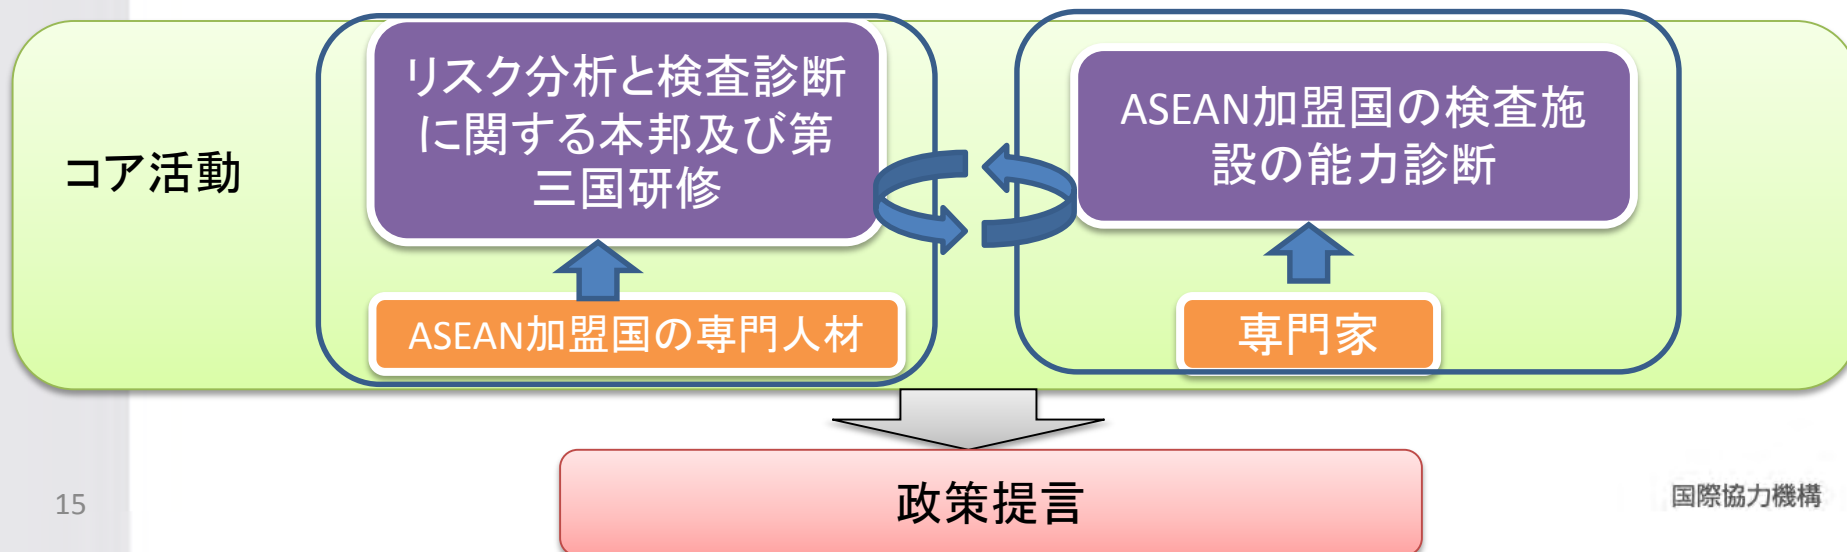 コア活動
リスク分析と検査診断
に関する本邦及び第
三国研修
ASEAN加盟国の検査施
設の能力診断
ASEAN加盟国の専門人材
専門家
政策提言
15
国際協力機構